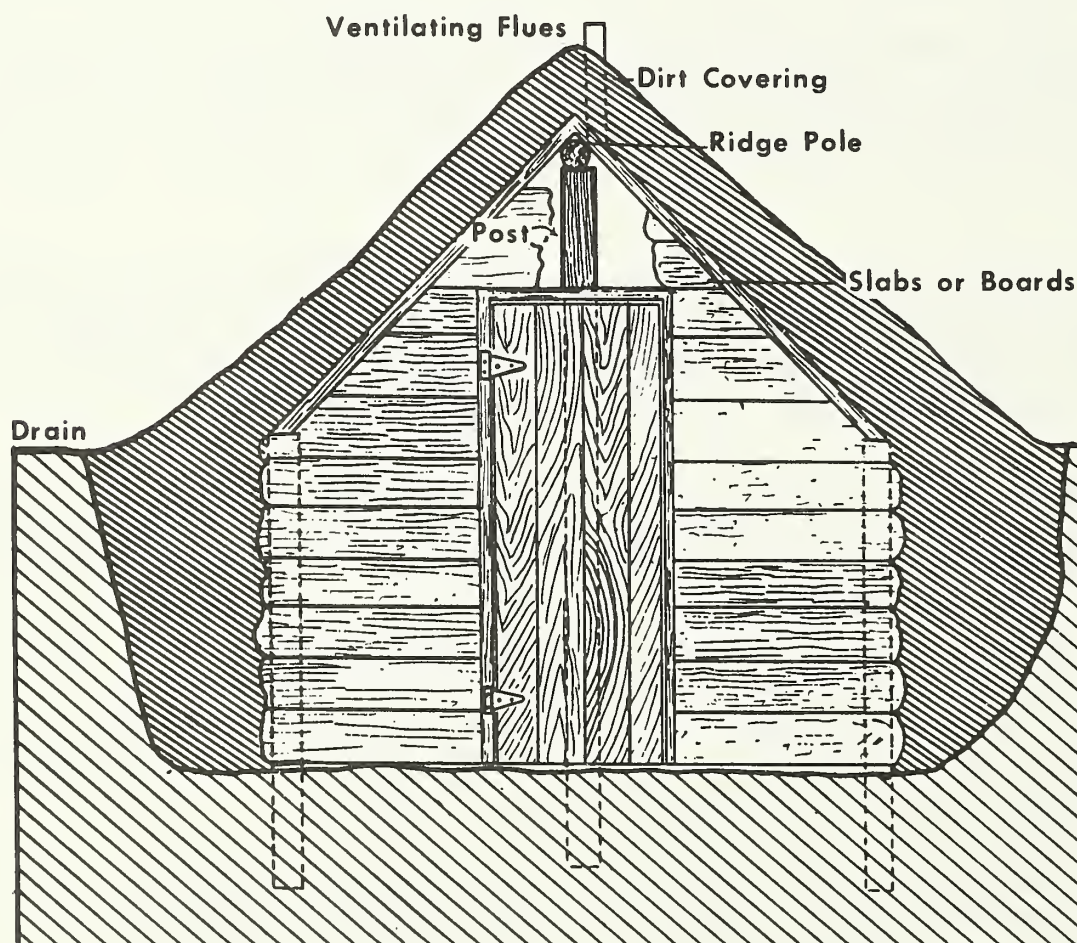 Ventilating Flues
Dirt Covering
Ridge Pole
Post
Slabs or Boards
Drain